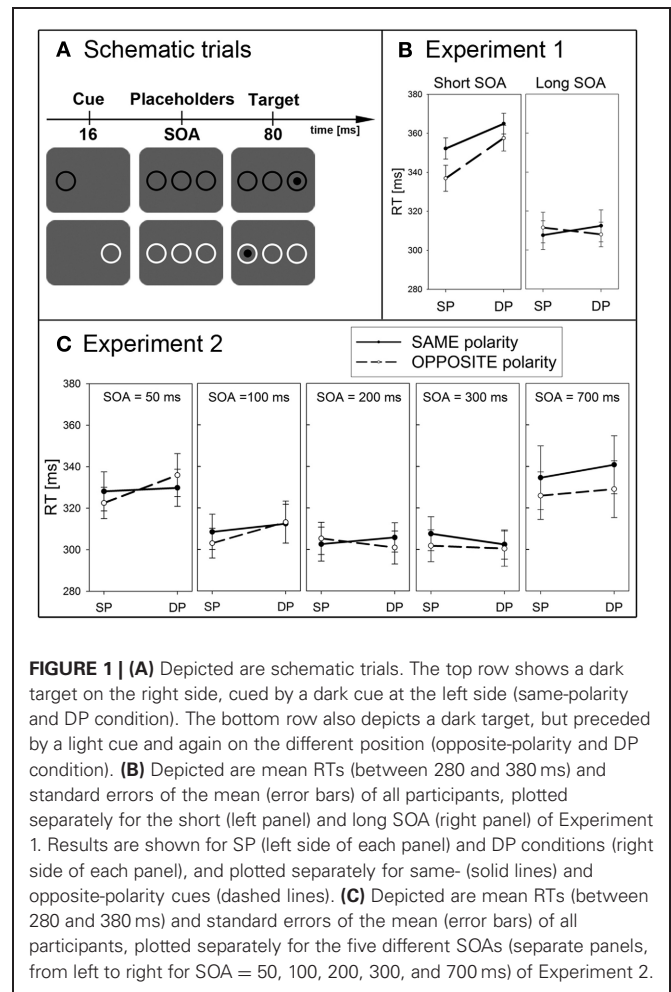 A Schematic trials
Cue Placeholders Target
16 SOA 80 time [ms]
B Experiment 1
Short SOA Long SOA
380
360
340
320
300
280
RT [ms]
SP DP SP DP
C Experiment 2
SAME polarity
OPPOSITE polarity
380
360
340
320
300
280
RT [ms]
SOA = 50 ms SOA =100 ms SOA = 200 ms SOA = 300 ms SOA = 700 ms
SP DP SP DP SP DP SP DP SP DP
FIGURE 1 | (A) Depicted are schematic trials. The top row shows a dark
target on the right side, cued by a dark cue at the left side (same-polarity
and DP condition). The bottom row also depicts a dark target, but preceded
by a light cue and again on the different position (opposite-polarity and DP
condition). (B) Depicted are mean RTs (between 280 and 380 ms) and
standard errors of the mean (error bars) of all participants, plotted
separately for the short (left panel) and long SOA (right panel) of Experiment
1. Results are shown for SP (left side of each panel) and DP conditions (right
side of each panel), and plotted separately for same- (solid lines) and
opposite-polarity cues (dashed lines). (C) Depicted are mean RTs (between
280 and 380 ms) and standard errors of the mean (error bars) of all
participants, plotted separately for the five different SOAs (separate panels,
from left to right for SOA = 50, 100, 200, 300, and 700 ms) of Experiment 2.